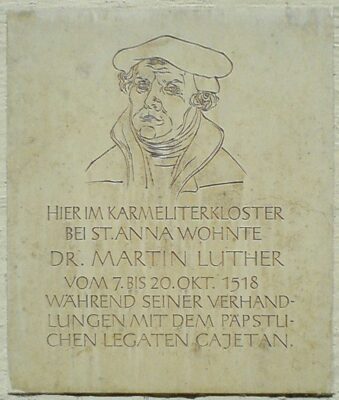 HIER IM KARMELITERKLOSTER
BEI ST. ANNA WOHNTE
DR. MARTIN LUTHER
VOM 7. BIS 20. OKT. 1518
WÄHREND SEINER VERHAND-
LUNGEN MIT DEM PÄPSTLI-
CHEN LEGATEN CAJETAN.